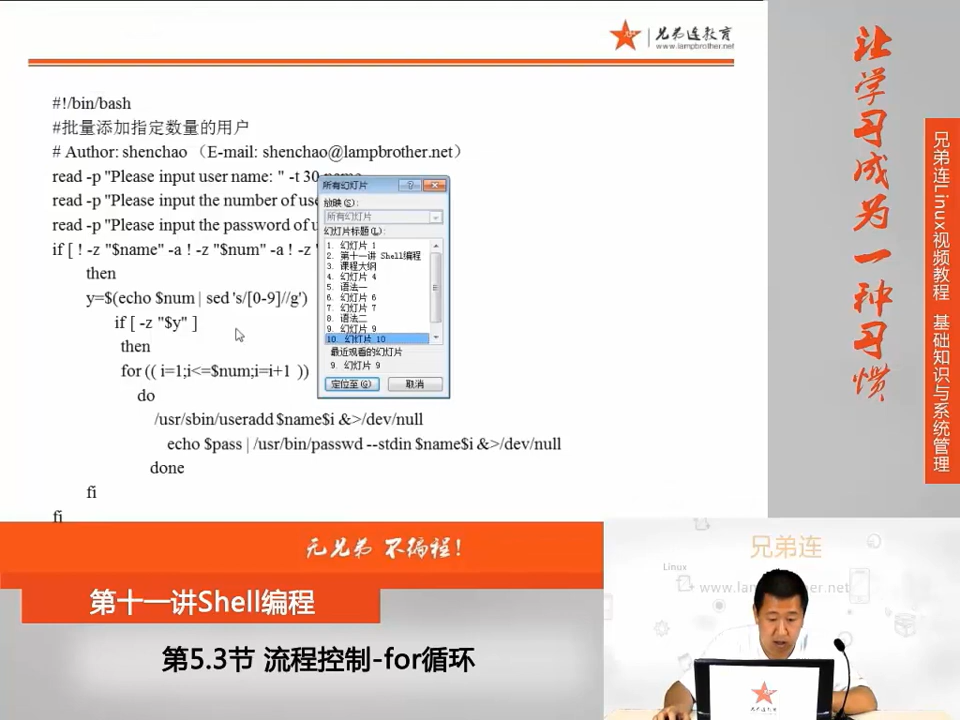 兄弟连教育
www.lampbrother.net
#!/bin/bash
#批量添加指定数量的用户
# Author: shenchao （E-mail: shenchao@lampbrother.net）
read -p "Please input user name: " -t 30 name
read -p "Please input the number of use
read -p "Please input the password of u
if [ ! -z "$name" -a ! -z "$num" -a ! -z "
then
y=$(echo $num | sed 's/[0-9]//g')
if [ -z "$y" ]
then
for (( i=1;i<=$num;i=i+1 ))
do
/usr/sbin/useradd $name$i &>/dev/null
echo $pass | /usr/bin/passwd --stdin $name$i &>/dev/null
done
fi
fi
所有幻灯片
放映(S):
所有幻灯片
幻灯片标题(L):
1. 幻灯片 1
2. 第十一讲 Shell编程
3. 课程大纲
4. 幻灯片 4
5. 语法一
6. 幻灯片 6
7. 幻灯片 7
8. 语法二
9. 幻灯片 9
10. 幻灯片 10
最近观看的幻灯片
9. 幻灯片 9
定位至(G)
取消
让学习成为一种习惯
兄弟连Linux视频教程 基础知识与系统管理
无兄弟 不编程!
第十一讲Shell编程
第5.3节 流程控制-for循环
兄弟连
Linux
www.lam
net
兄弟连教育